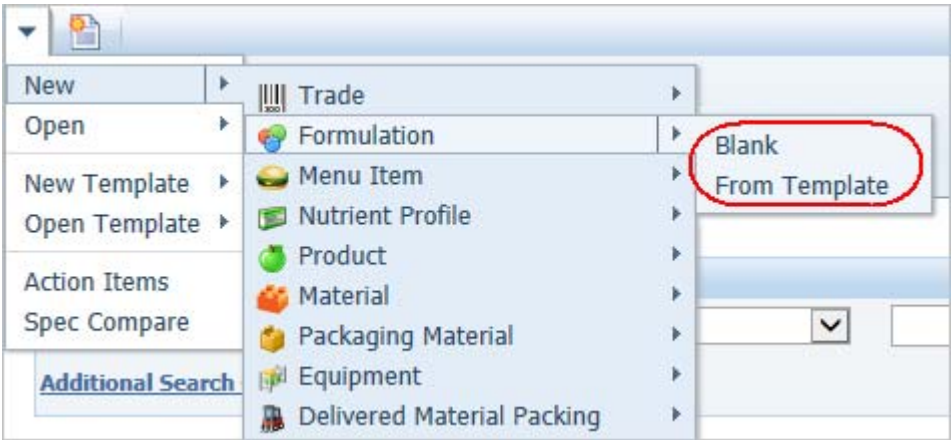 New
Open
New Template
Open Template
Action Items
Spec Compare
Additional Search
Trade
Formulation
Menu Item
Nutrient Profile
Product
Material
Packaging Material
Equipment
Delivered Material Packing
Blank
From Template